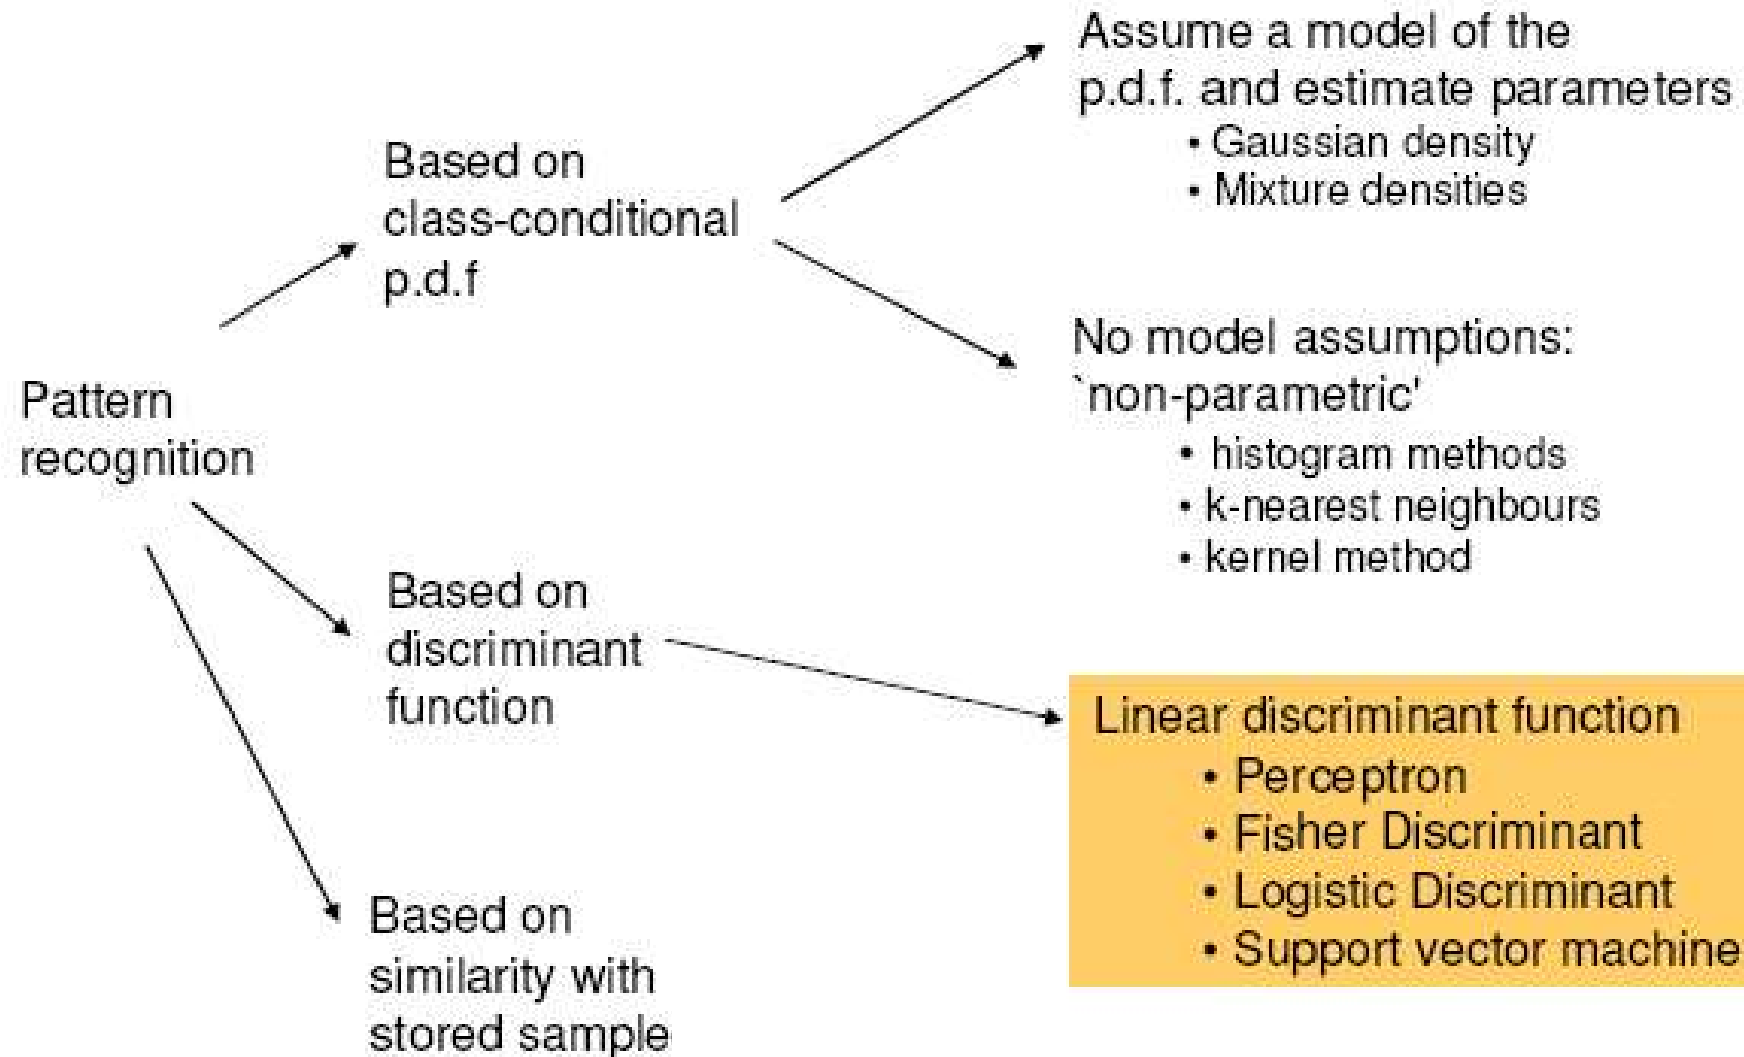 Pattern
recognition
Based on
class-conditional
p.d.f
Assume a model of the
p.d.f. and estimate parameters
• Gaussian density
• Mixture densities
No model assumptions:
`non-parametric'
• histogram methods
• k-nearest neighbours
• kernel method
Based on
discriminant
function
Linear discriminant function
• Perceptron
• Fisher Discriminant
• Logistic Discriminant
• Support vector machine
Based on
similarity with
stored sample